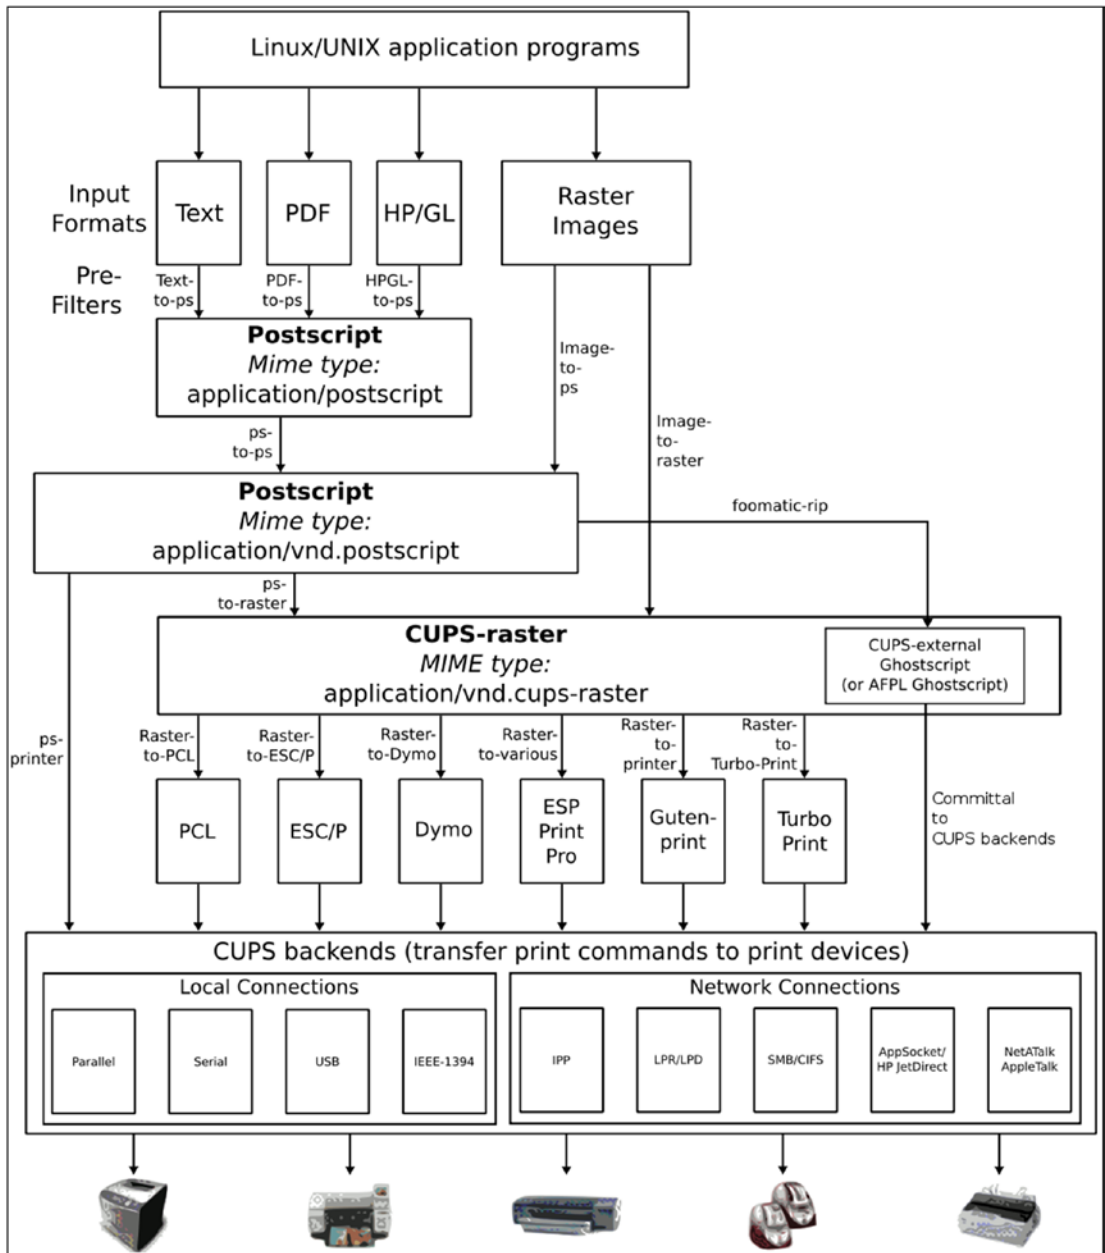 Linux/UNIX application programs
Input
Formats
Text
PDF
HP/GL
Raster
Images
Pre-
Filters
Text-
to-ps
PDF-
to-ps
HPGL-
to-ps
Postscript
Mime type:
application/postscript
Image-
to-
ps
Image-
to-
raster
ps-
to-ps
Postscript
Mime type:
application/vnd.postscript
foomatic-rip
ps-
to-raster
CUPS-raster
MIME type:
application/vnd.cups-raster
CUPS-external
Ghostscript
(or AFPL Ghostscript)
ps-
printer
Raster-
to-PCL
Raster-
to-ESC/P
Raster-
to-Dymo
Raster-
to-various
Raster-
to-
printer
Raster-
to-
Turbo-Print
Committal
to
CUPS backends
PCL
ESC/P
Dymo
ESP
Print
Pro
Guten-
print
Turbo
Print
CUPS backends (transfer print commands to print devices)
Local Connections
Network Connections
Parallel
Serial
USB
IEEE-1394
IPP
LPR/LPD
SMB/CIFS
AppSocket/
HP JetDirect
NetATalk
AppleTalk